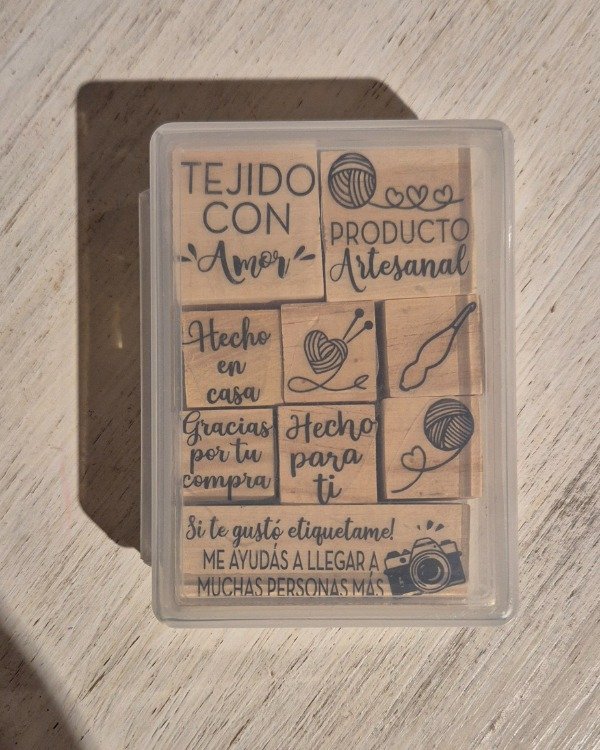 TEJIDO
CON
Amor
PRODUCTO
Artesanal
Hecho
en
casa
Gracias
por tu
compra
Hecho
para
ti
Si te gustó etiquetame!
ME AYUDÁS A LLEGAR A
MUCHAS PERSONAS MÁS